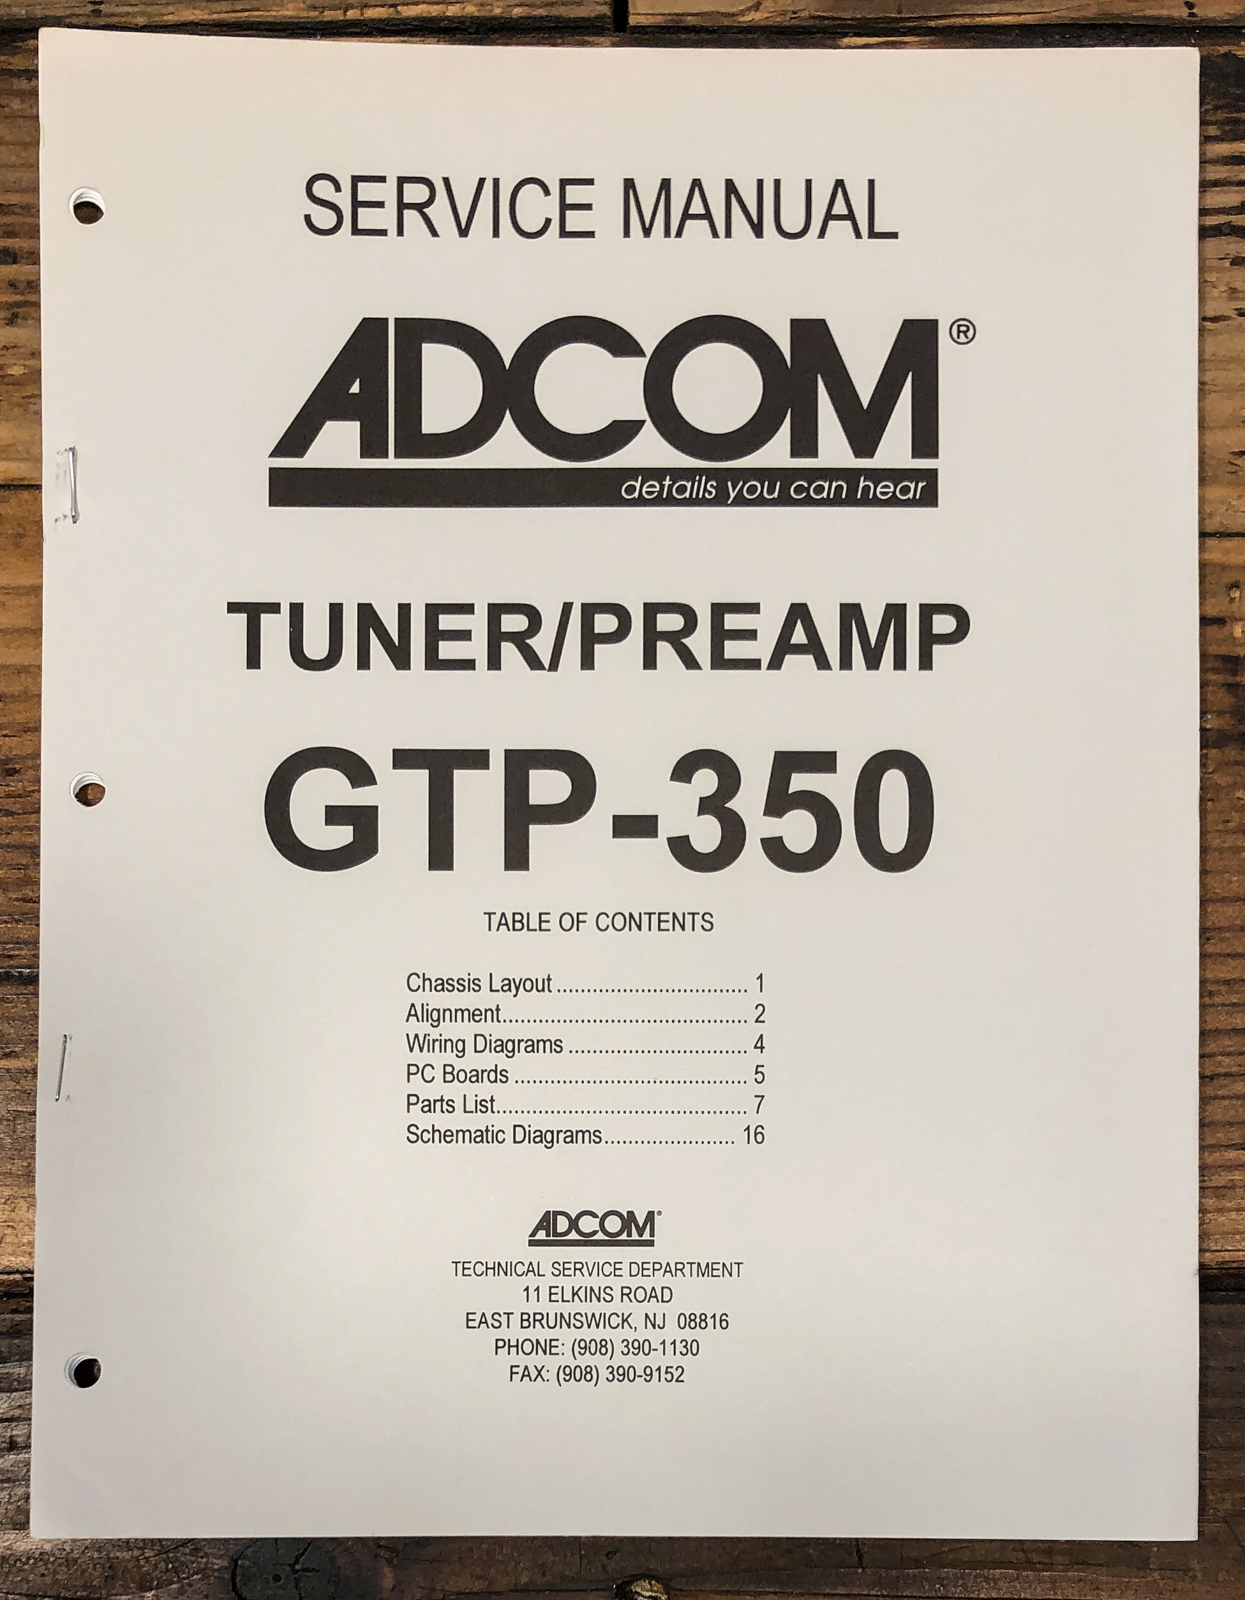 SERVICE MANUAL
ADCOM®
details you can hear
TUNER/PREAMP
GTP-350
TABLE OF CONTENTS
Chassis Layout ................................ 1
Alignment......................................... 2
Wiring Diagrams .............................. 4
PC Boards ....................................... 5
Parts List.......................................... 7
Schematic Diagrams...................... 16
ADCOM®
TECHNICAL SERVICE DEPARTMENT
11 ELKINS ROAD
EAST BRUNSWICK, NJ 08816
PHONE: (908) 390-1130
FAX: (908) 390-9152